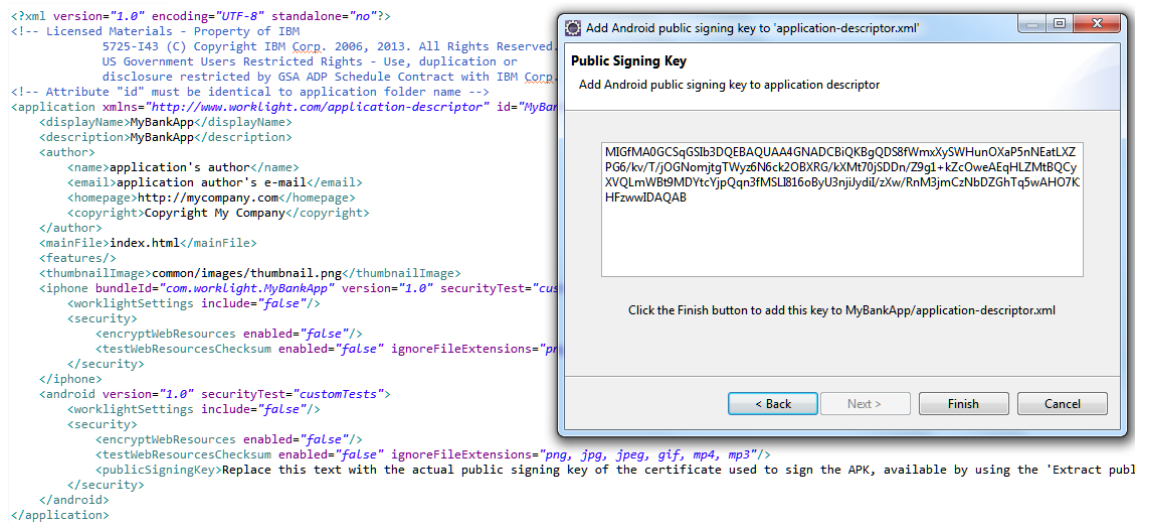 <?xml version="1.0" encoding="UTF-8" standalone="no"?>
<!-- Licensed Materials - Property of IBM
5725-I43 (C) Copyright IBM Corp. 2006, 2013. All Rights Reserved.
US Government Users Restricted Rights - Use, duplication or
disclosure restricted by GSA ADP Schedule Contract with IBM Corp.
<!-- Attribute "id" must be identical to application folder name -->
<application xmlns="http://www.worklight.com/application-descriptor" id="MyBan
<displayName>MyBankApp</displayName>
<description>MyBankApp</description>
<author>
<name>application's author</name>
<email>application author's e-mail</email>
<homepage>http://mycompany.com</homepage>
<copyright>Copyright My Company</copyright>
</author>
<mainFile>index.html</mainFile>
<features/>
<thumbnailImage>common/images/thumbnail.png</thumbnailImage>
<iphone bundleId="com.worklight.MyBankApp" version="1.0" securityTest="cus
<worklightSettings include="false"/>
<security>
<encryptWebResources enabled="false"/>
<testWebResourcesChecksum enabled="false" ignoreFileExtensions="pn
</security>
</iphone>
<android version="1.0" securityTest="customTests">
<worklightSettings include="false"/>
<security>
<encryptWebResources enabled="false"/>
<testWebResourcesChecksum enabled="false" ignoreFileExtensions="png, jpg, jpeg, gif, mp4, mp3"/>
<publicSigningKey>Replace this text with the actual public signing key of the certificate used to sign the APK, available by using the 'Extract publ
</security>
</android>
</application>
Add Android public signing key to 'application-descriptor.xml'
Public Signing Key
Add Android public signing key to application descriptor
MIGfMA0GCSqGSIb3DQEBAQUAA4GNADCBiQKBgQDS8fWmxXySWHunOXaP5nNEatLXZ
PG6/kv/T/jOGNomjtgTWyz6N6ck2OBXRG/kXMt70jSDDn/Z9g1+kZcOweAEqHLZMtBQCy
XVQLmWBt9MDYtcYjpQqn3fMSLI816oByU3njiUydiI/zXw/RnM3jmCzNbDZGhTq5wAHO7K
HFzwwIDAQAB
Click the Finish button to add this key to MyBankApp/application-descriptor.xml
< Back
Next >
Finish
Cancel